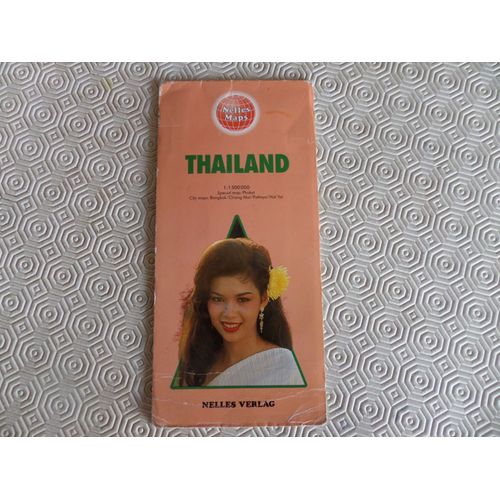 Nelles
Maps
THAILAND
1:1 500 000
Special map: Phuket
City maps: Bangkok/Chiang Mai/Pattaya/Hat Yai
NELLES VERLAG